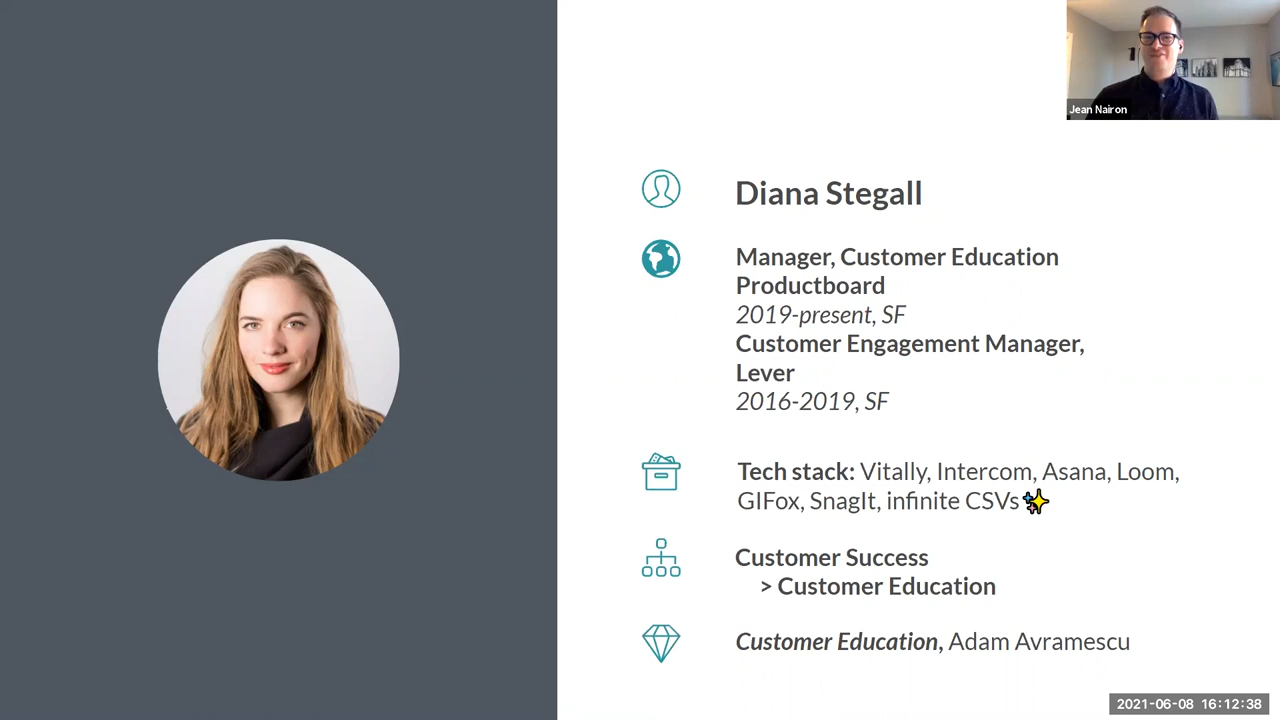 Jean Nairon
Diana Stegall
Manager, Customer Education
Productboard
2019-present, SF
Customer Engagement Manager,
Lever
2016-2019, SF
Tech stack: Vitally, Intercom, Asana, Loom,
GIFox, SnagIt, infinite CSVs✨
Customer Success
> Customer Education
Customer Education, Adam Avramescu
2021-06-08 16:12:38